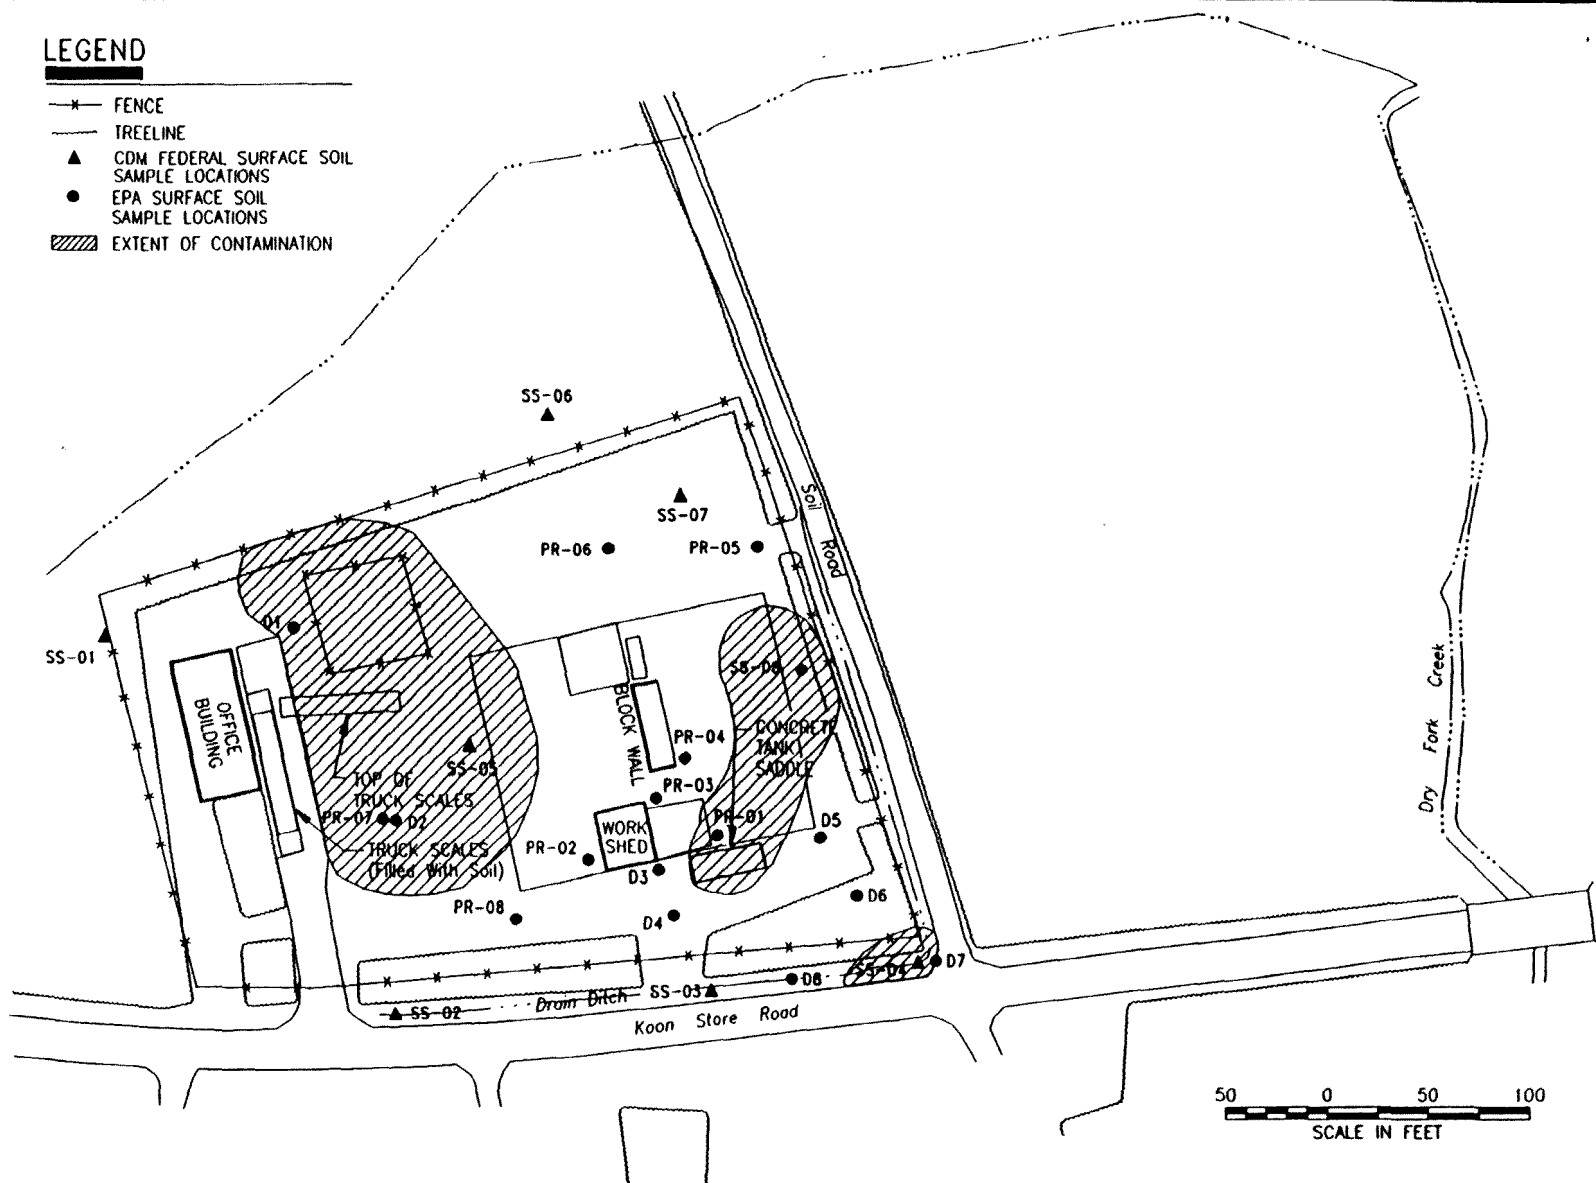 LEGEND
FENCE
TREELINE
CDM FEDERAL SURFACE SOIL
SAMPLE LOCATIONS
EPA SURFACE SOIL
SAMPLE LOCATIONS
EXTENT OF CONTAMINATION
SS-06
SS-07
Soil Road
PR-06
PR-05
D1
SS-01
SS-08
OFFICE
BUILDING
BLOCK WALL
PR-04
CONCRETE
TANK
SADDLE
SS-05
TOP OF
TRUCK SCALES
PR-03
PR-07
D2
PR-01
D5
WORK
SHED
TRUCK SCALES
(Filled With Soil)
PR-02
D3
D6
PR-08
D4
SS-04
D7
D8
SS-03
Drain Ditch
SS-02
Koon Store Road
Dry Fork Creek
50 0 50 100
SCALE IN FEET